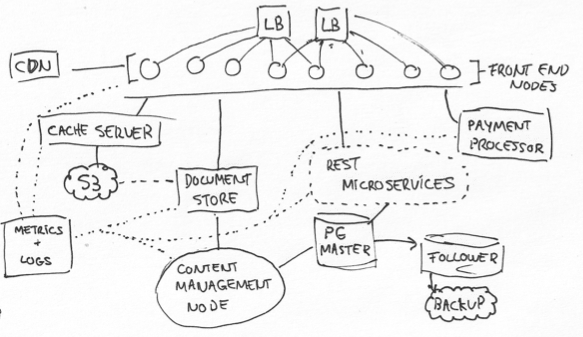 LB
LB
CDN
FRONT END
NODES
CACHE SERVER
PAYMENT
PROCESSOR
S3
DOCUMENT
STORE
REST
MICROSERVICES
METRICS
+
LOGS
PG
MASTER
FOLLOWER
CONTENT
MANAGEMENT
NODE
BACKUP